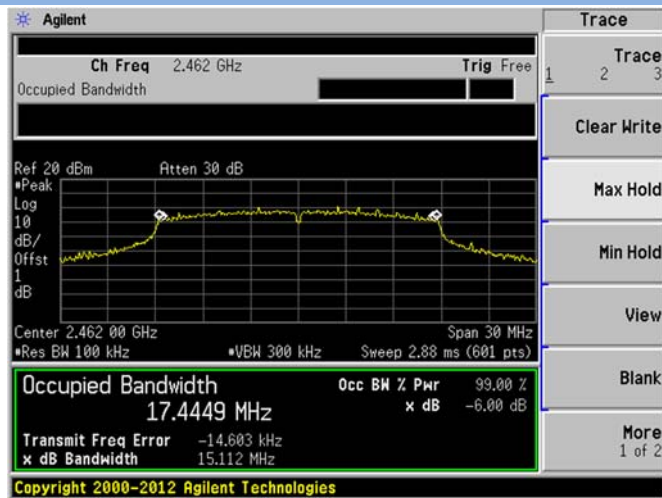 Agilent
Trace
Ch Freq 2.462 GHz Trig Free
Occupied Bandwidth
Trace
1 2 3
Clear Write
Max Hold
Min Hold
View
Blank
More
1 of 2
Ref 20 dBm Atten 30 dB
#Peak
Log
10
dB/
Offst
1
dB
Center 2.462 00 GHz Span 30 MHz
#Res BW 100 kHz #VBW 300 kHz Sweep 2.88 ms (601 pts)
Occupied Bandwidth
17.4449 MHz
Occ BW % Pwr 99.00 %
x dB -6.00 dB
Transmit Freq Error -14.603 kHz
x dB Bandwidth 15.112 MHz
Copyright 2000-2012 Agilent Technologies